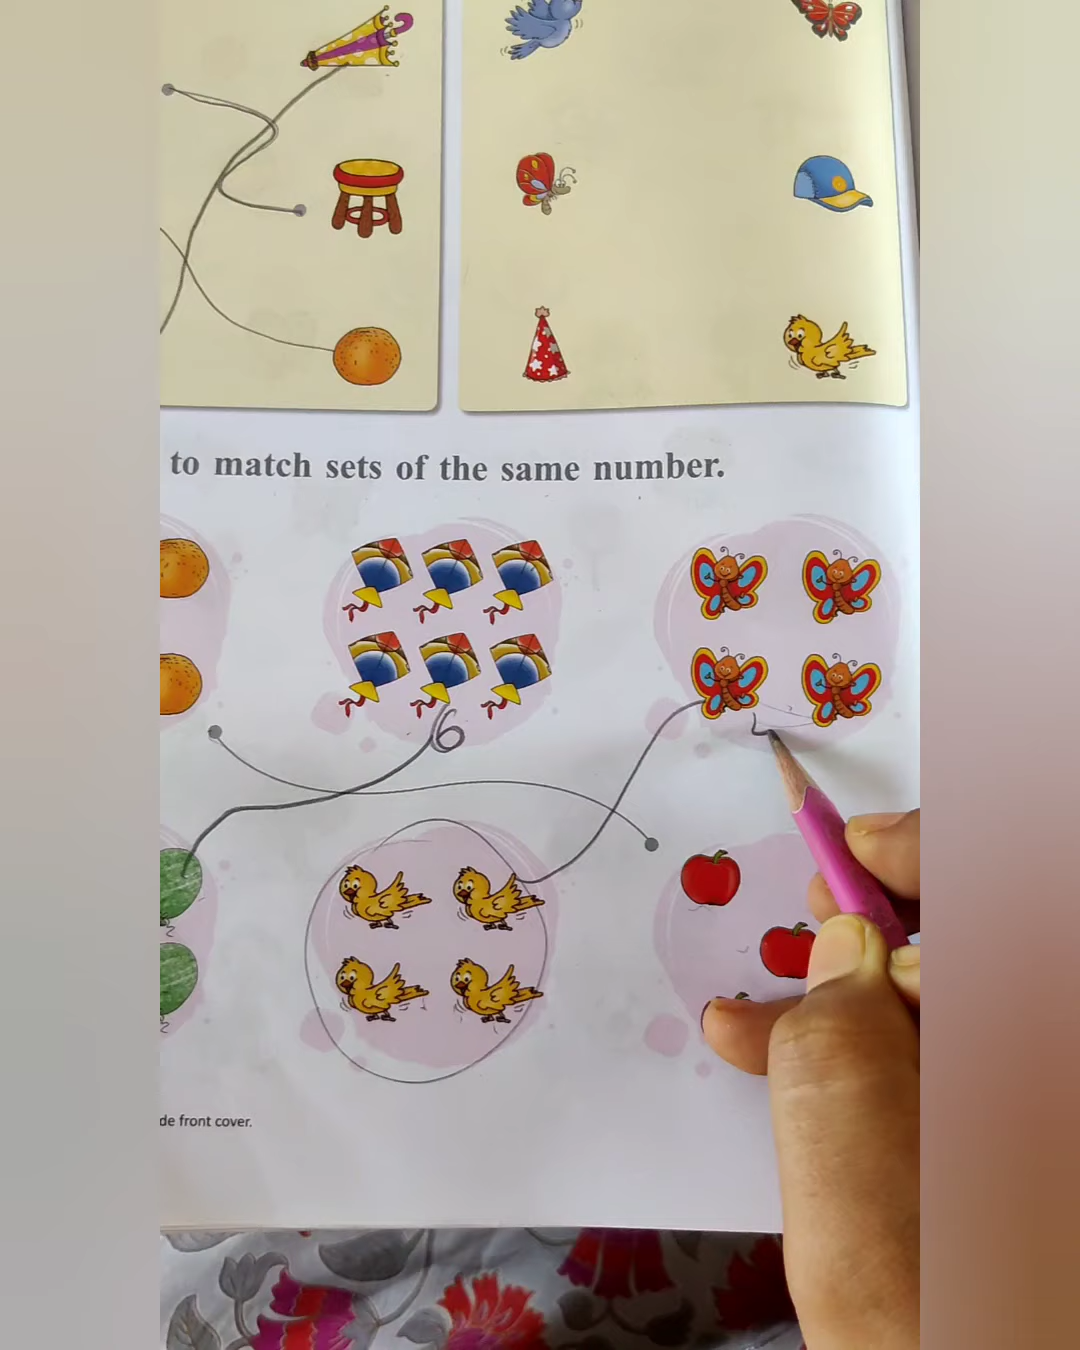 to match sets of the same number.
6
de front cover.